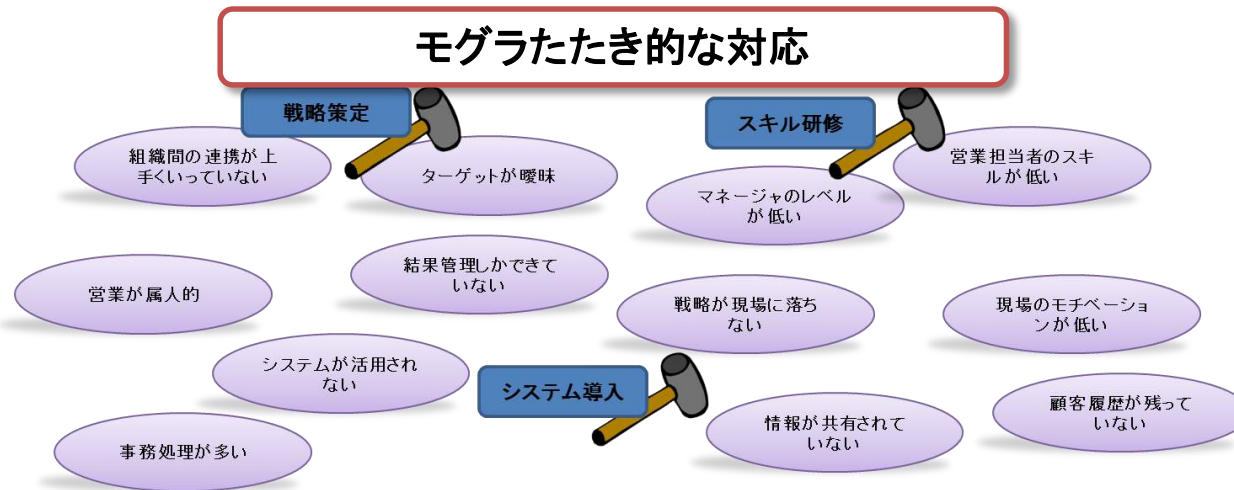 モグラたたき的な対応
戦略策定
スキル研修
組織間の連携が上
手くいっていない
ターゲットが曖昧
マネージャのレベル
が低い
営業担当者のスキ
ルが低い
営業が属人的
結果管理しかできて
いない
戦略が現場に落ち
ない
現場のモチベーショ
ンが低い
システムが活用され
ない
システム導入
事務処理が多い
情報が共有されて
いない
顧客履歴が残って
いない